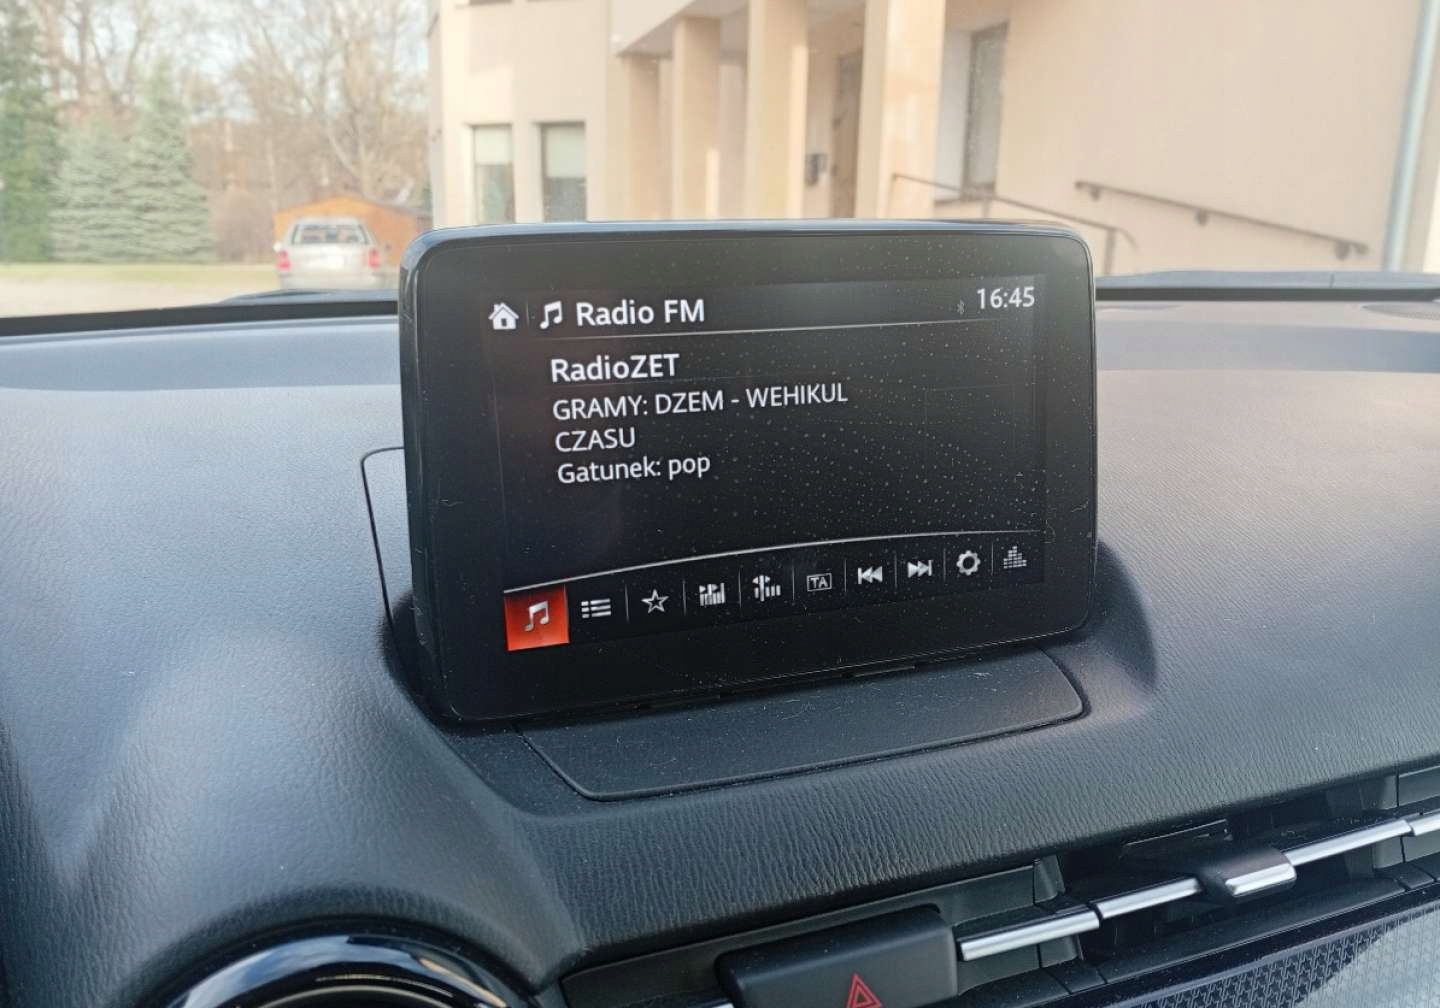 Radio FM
16:45
RadioZET
GRAMY: DZEM - WEHIKUL
CZASU
Gatunek: pop
TA